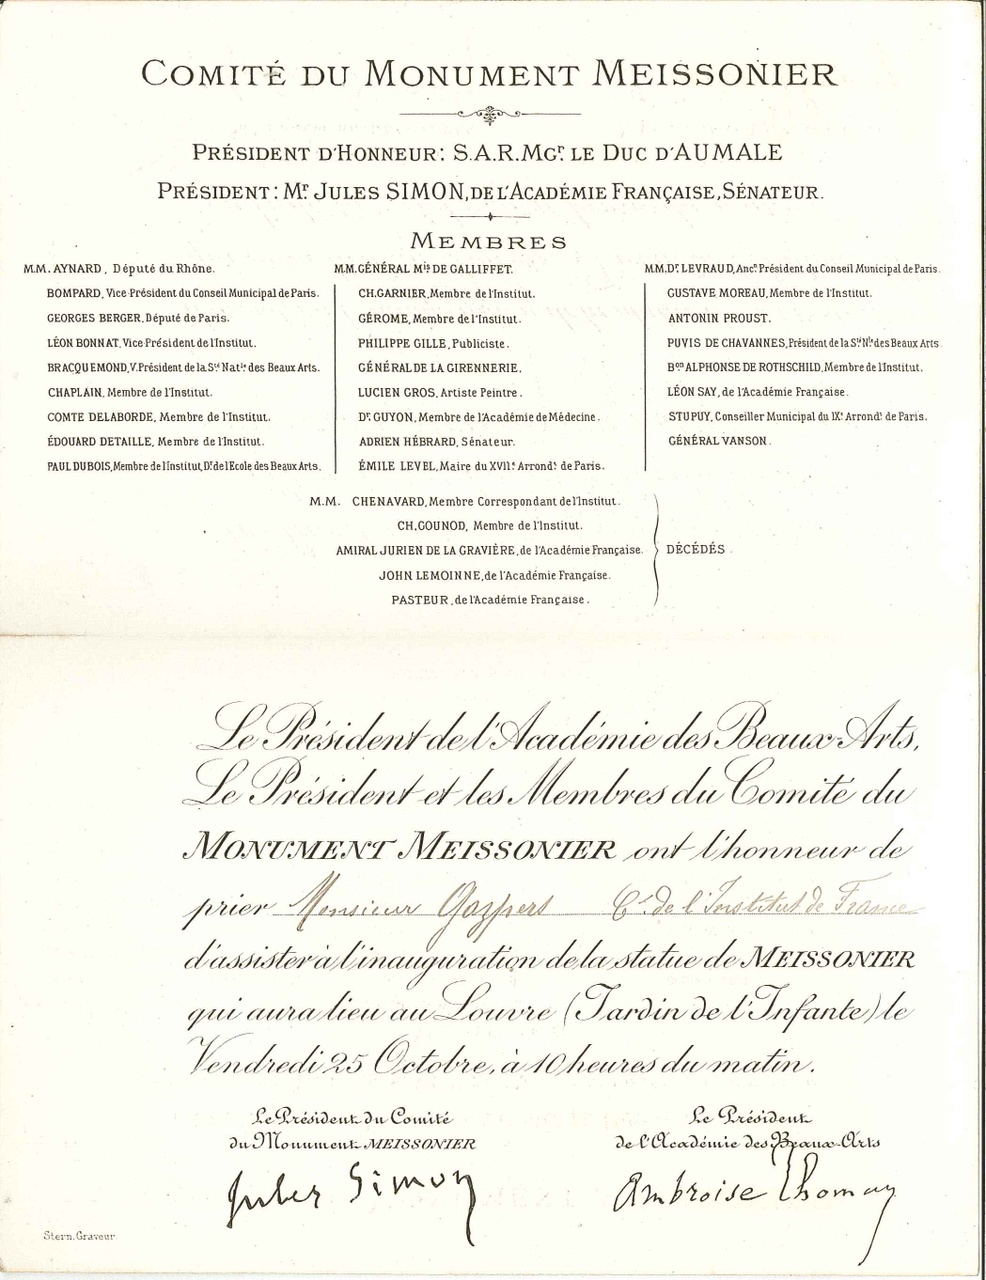 COMITÉ DU MONUMENT MEISSONIER
PRÉSIDENT D'HONNEUR: S.A.R. Mgr. LE DUC D'AUMALE
PRÉSIDENT: Mr. JULES SIMON, DE L'ACADÉMIE FRANÇAISE, SÉNATEUR.
MEMBRES
M.M. AYNARD, Député du Rhône.
BOMPARD, Vice-Président du Conseil Municipal de Paris.
GEORGES BERGER, Député de Paris.
LÉON BONNAT, Vice-Président de l'Institut.
BRACQUEMOND, V. Président de la Sté Natle des Beaux Arts.
CHAPLAIN, Membre de l'Institut.
COMTE DELABORDE, Membre de l'Institut.
ÉDOUARD DETAILLE, Membre de l'Institut.
PAUL DUBOIS, Membre de l'Institut, Dr. de l'Ecole des Beaux Arts.
M.M. GÉNÉRAL Mis DE GALLIFFET.
CH. GARNIER, Membre de l'Institut.
GÉROME, Membre de l'Institut.
PHILIPPE GILLE, Publiciste.
GÉNÉRAL DE LA GIRENNERIE.
LUCIEN GROS, Artiste Peintre.
Dr. GUYON, Membre de l'Académie de Médecine.
ADRIEN HÉBRARD, Sénateur.
ÉMILE LEVEL, Maire du XVIIe. Arrondt. de Paris.
M.M. Dr. LEVRAUD, Ancn. Président du Conseil Municipal de Paris.
GUSTAVE MOREAU, Membre de l'Institut.
ANTONIN PROUST.
PUVIS DE CHAVANNES, Président de la Sté Nle des Beaux Arts
Bon ALPHONSE DE ROTHSCHILD, Membre de l'Institut.
LÉON SAY, de l'Académie Française.
STUPUY, Conseiller Municipal du IXe. Arrondt. de Paris.
GÉNÉRAL VANSON.
M.M. CHENAVARD, Membre Correspondant de l'Institut.
CH. GOUNOD, Membre de l'Institut.
AMIRAL JURIEN DE LA GRAVIÈRE, de l'Académie Française.
JOHN LEMOINNE, de l'Académie Française.
PASTEUR, de l'Académie Française.
DÉCÉDÉS
Le Président de l'Académie des Beaux-Arts,
Le Président et les Membres du Comité du
MONUMENT MEISSONIER ont l'honneur de
prier Monsieur Ct. de l'Institut de France
d'assister à l'inauguration de la statue de MEISSONIER
qui aura lieu au Louvre (Jardin de l'Infante) le
Vendredi 25 Octobre, à 10 heures du matin.
Le Président du Comité
du Monument MEISSONIER
Jules Simon
Le Président
de l'Académie des Beaux-Arts
Ambroise Thomas
Stern, Graveur